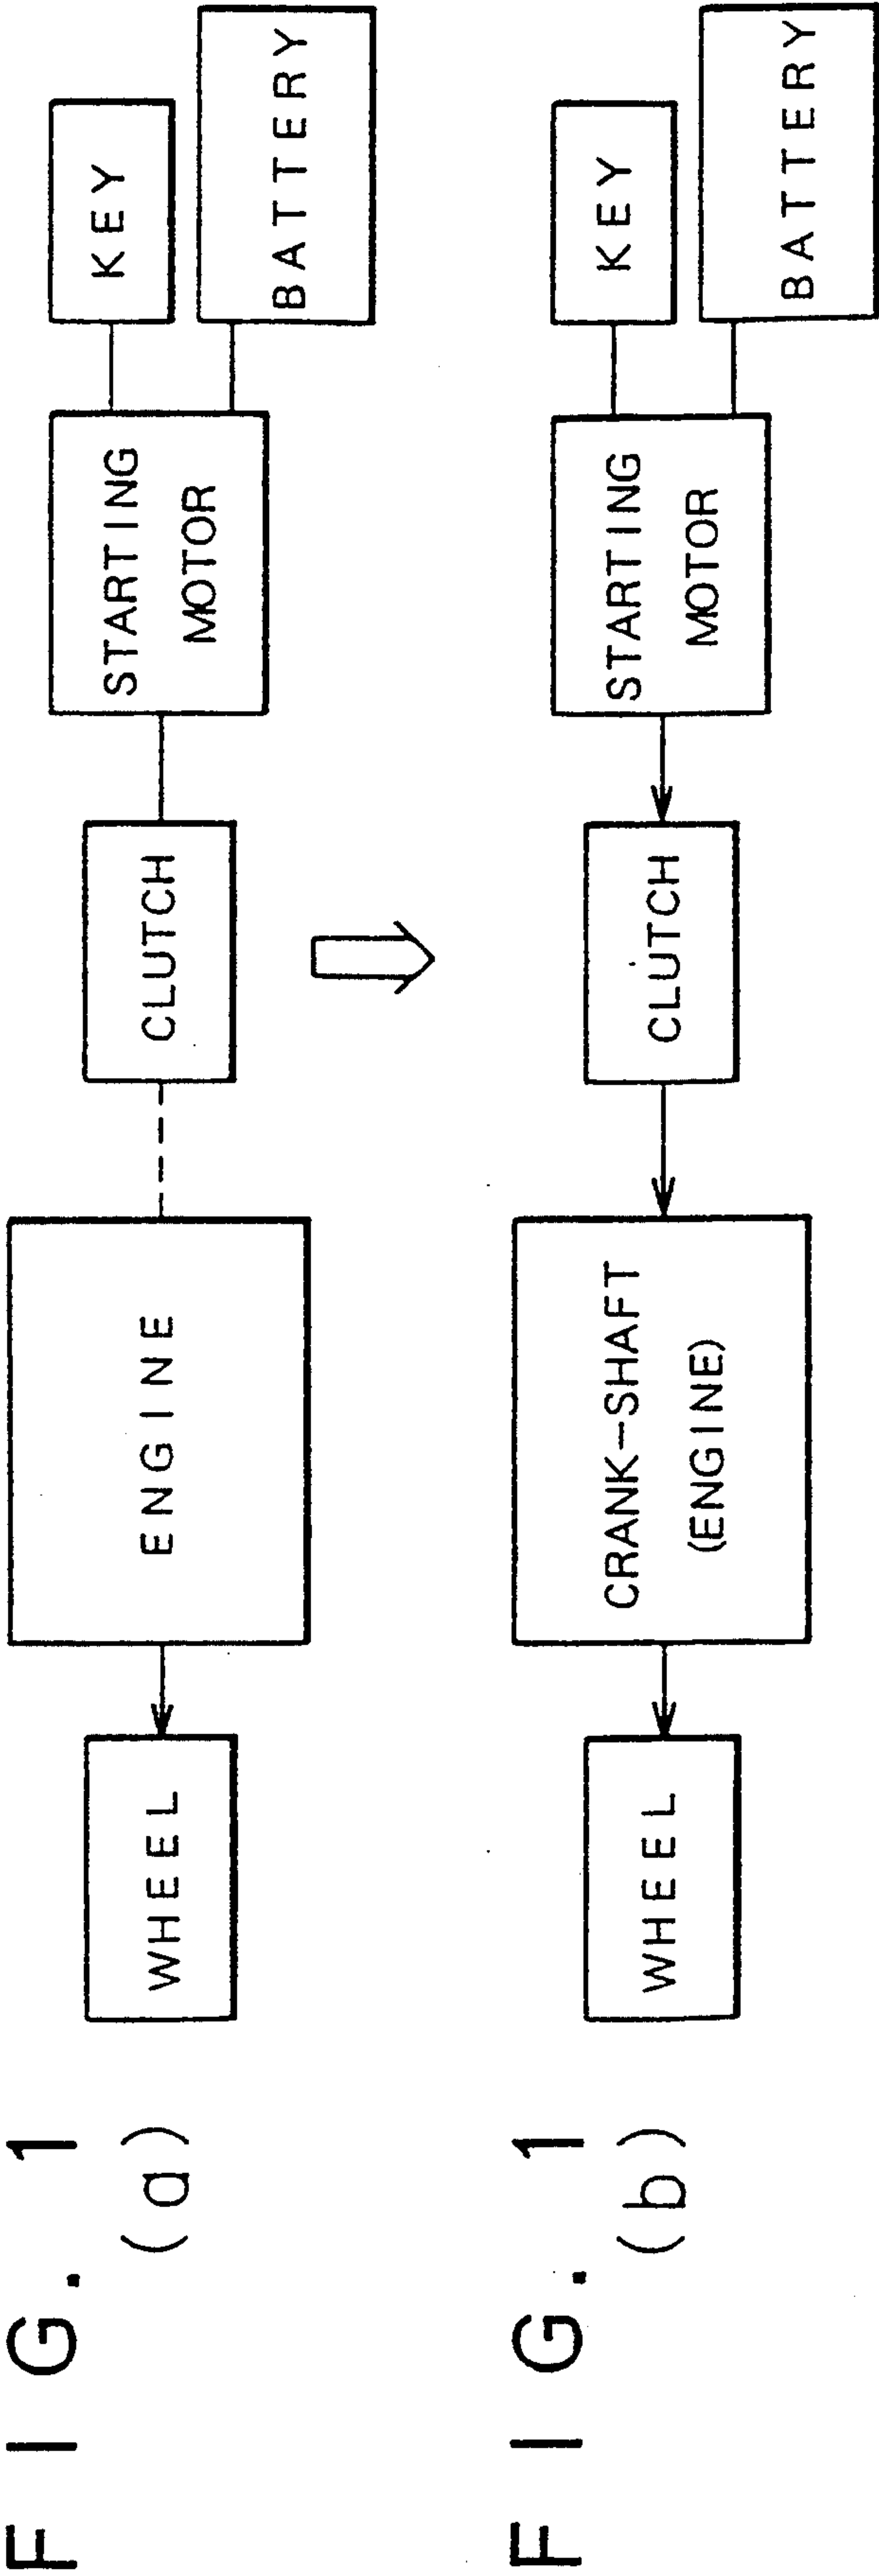 FIG. 1
(a)
WHEEL
ENGINE
CLUTCH
STARTING
MOTOR
KEY
BATTERY
FIG. 1
(b)
WHEEL
CRANK-SHAFT
(ENGINE)
CLUTCH
STARTING
MOTOR
KEY
BATTERY